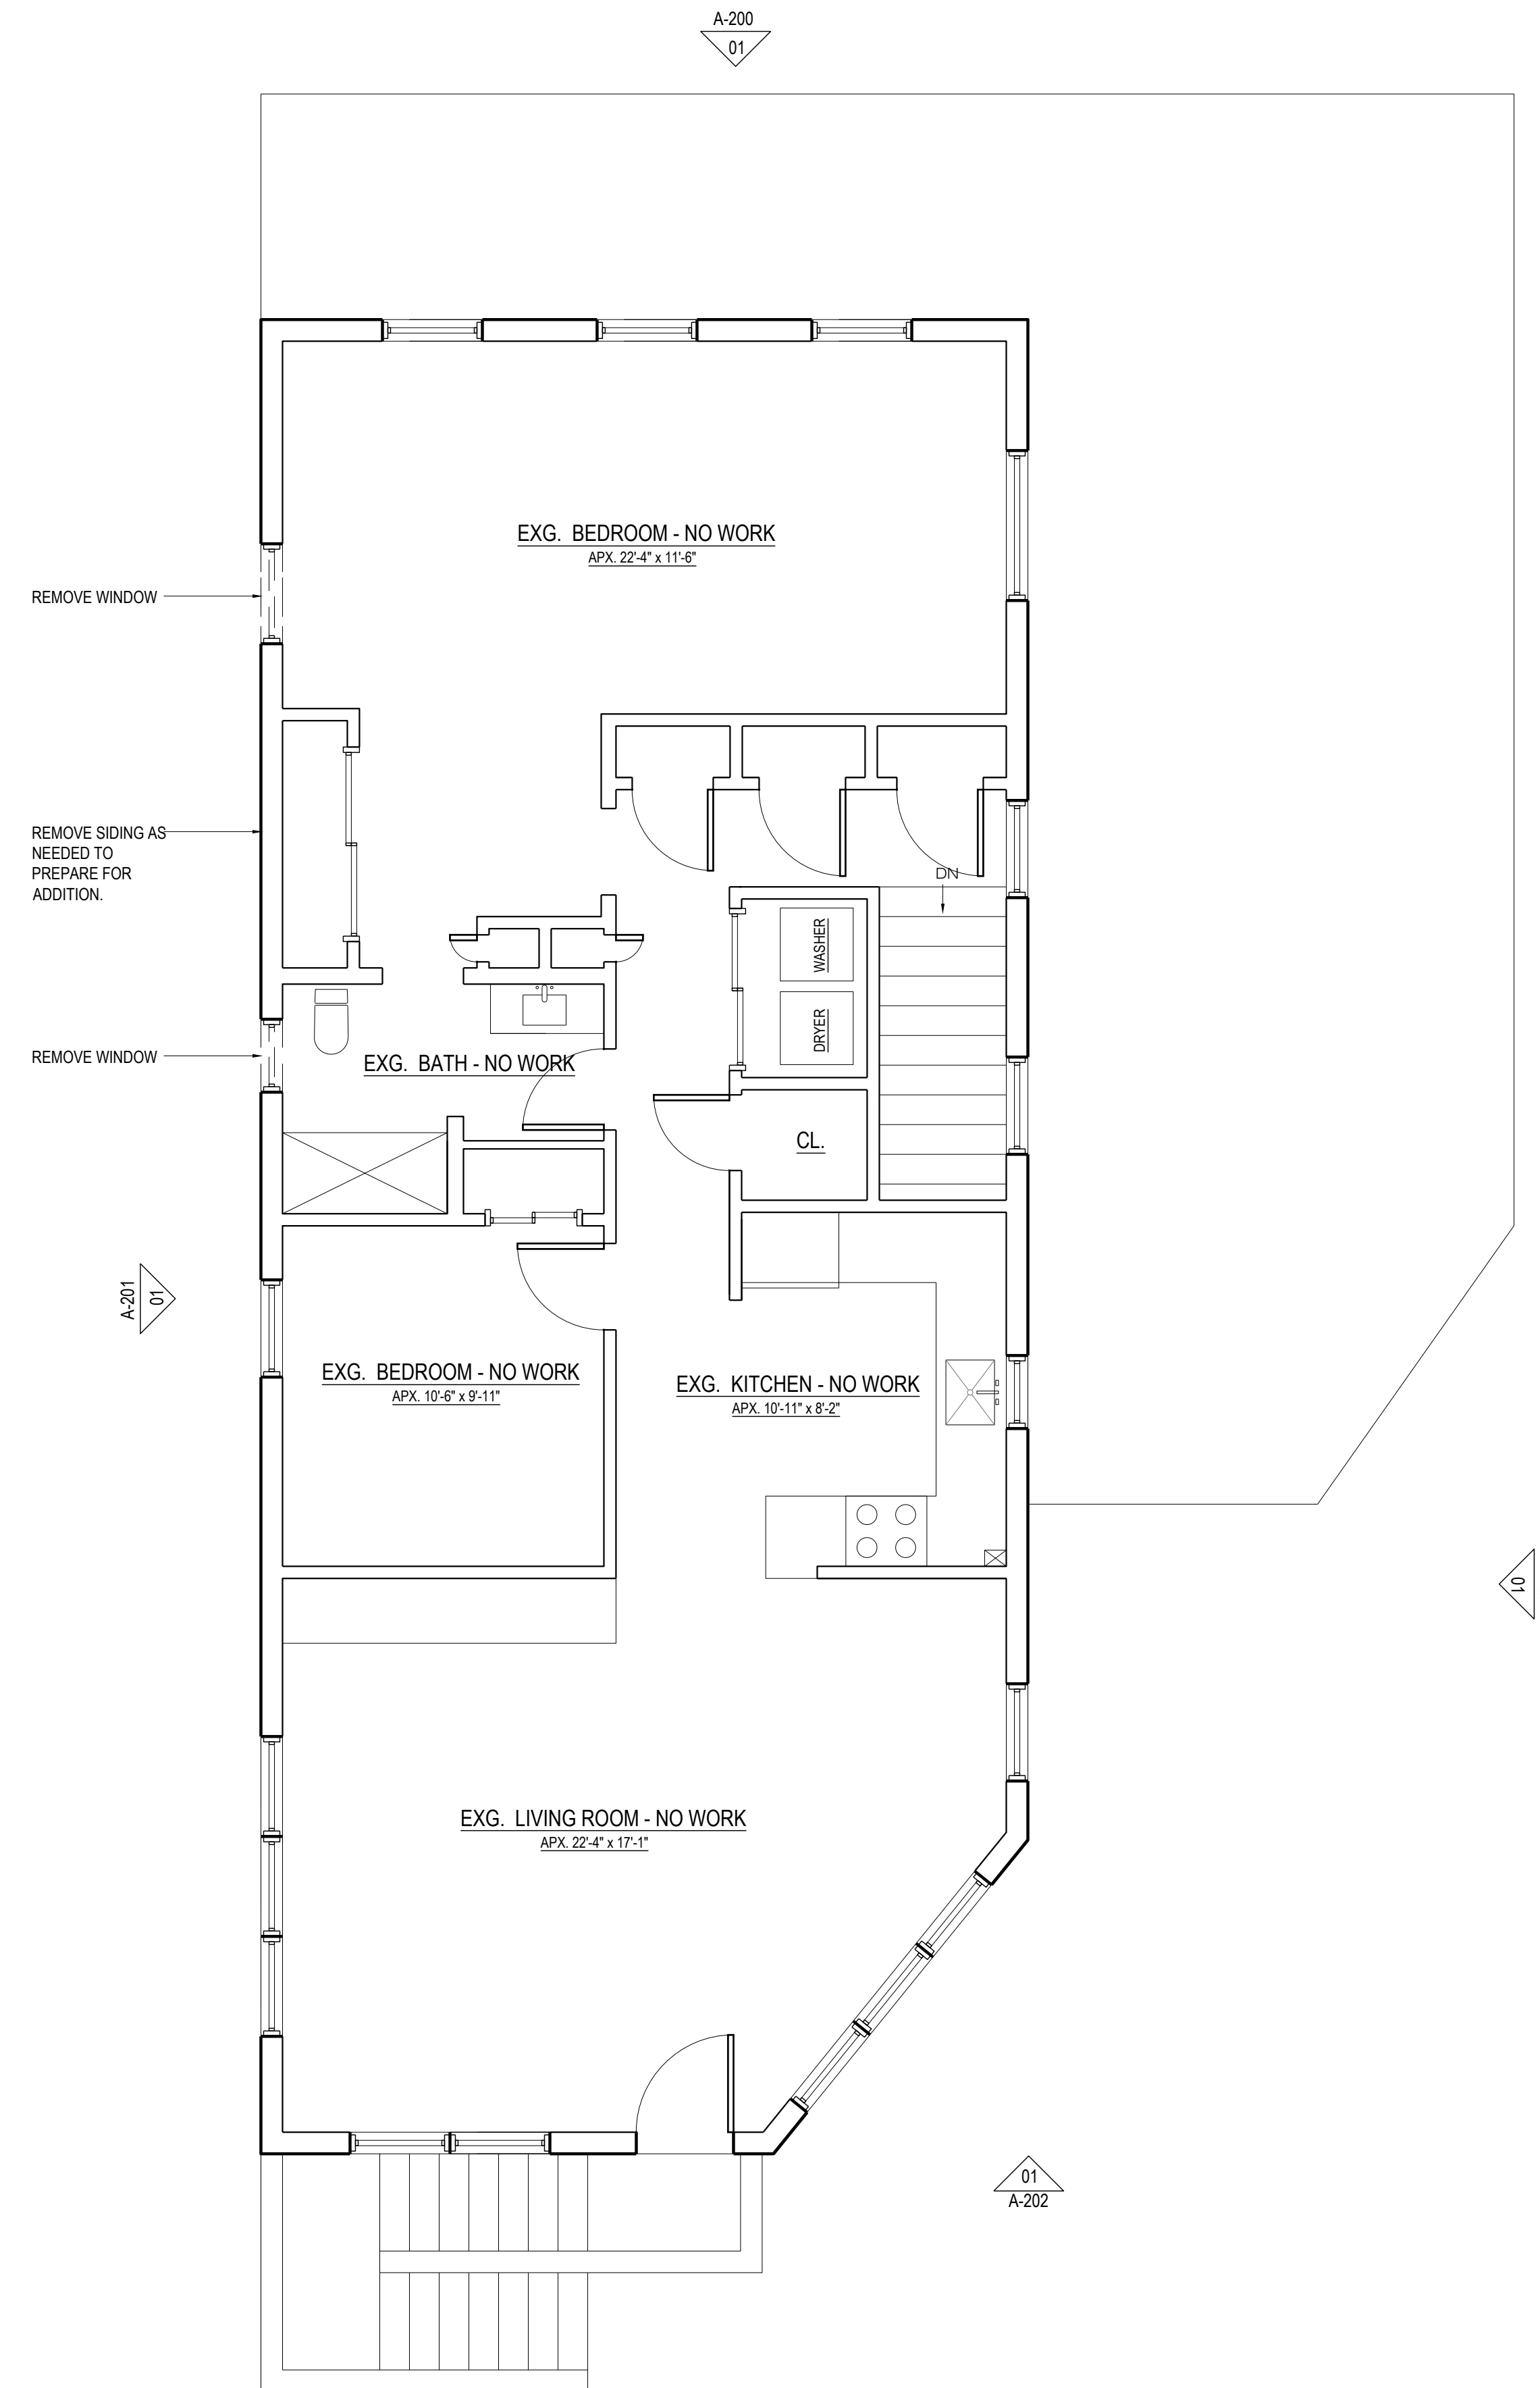 A-200
01
EXG. BEDROOM - NO WORK
APX. 22'-4" x 11'-6"
REMOVE WINDOW
REMOVE SIDING AS
NEEDED TO
PREPARE FOR
ADDITION.
DN
WASHER
DRYER
REMOVE WINDOW
EXG. BATH - NO WORK
CL.
A-201
01
EXG. BEDROOM - NO WORK
APX. 10'-6" x 9'-11"
EXG. KITCHEN - NO WORK
APX. 10'-11" x 8'-2"
01
EXG. LIVING ROOM - NO WORK
APX. 22'-4" x 17'-1"
01
A-202